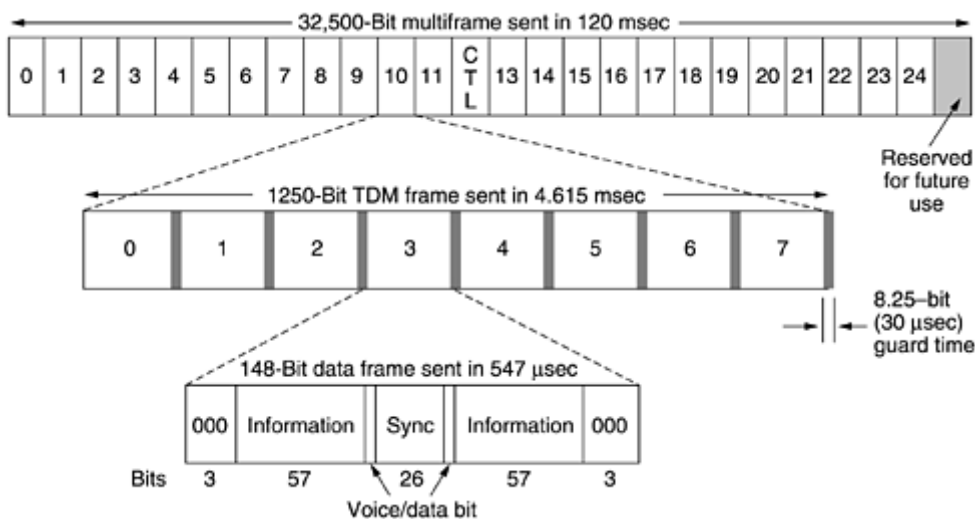 32,500-Bit multiframe sent in 120 msec
0 1 2 3 4 5 6 7 8 9 10 11 CTL 13 14 15 16 17 18 19 20 21 22 23 24
Reserved
for future
use
1250-Bit TDM frame sent in 4.615 msec
0 1 2 3 4 5 6 7
8.25–bit
(30 μsec)
guard time
148-Bit data frame sent in 547 μsec
000 Information Sync Information 000
Bits 3 57 26 57 3
Voice/data bit